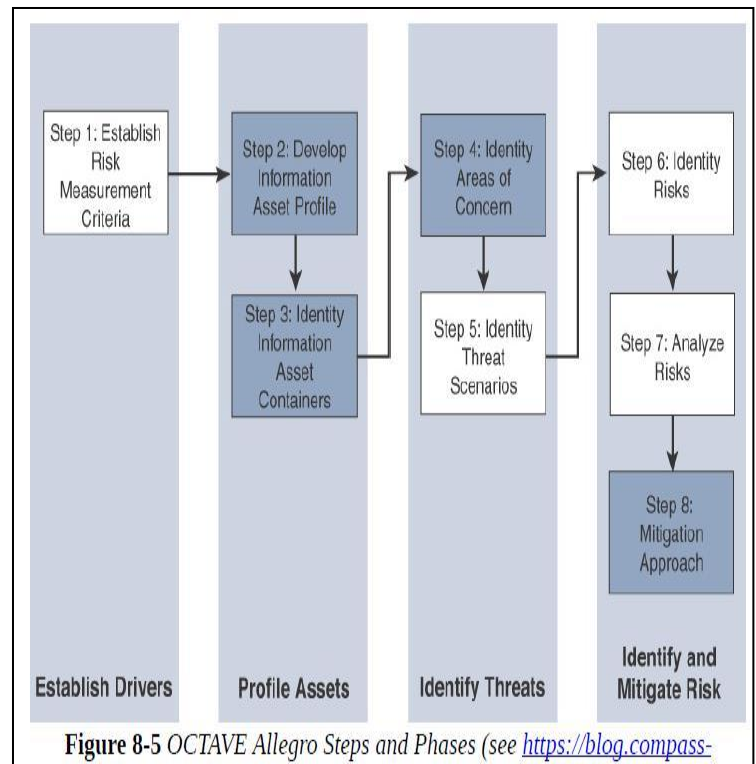 Step 1: Establish
Risk
Measurement
Criteria
Step 2: Develop
Information
Asset Profile
Step 3: Identity
Information
Asset
Containers
Step 4: Identity
Areas of
Concern
Step 5: Identity
Threat
Scenarios
Step 6: Identity
Risks
Step 7: Analyze
Risks
Step 8:
Mitigation
Approach
Establish Drivers
Profile Assets
Identify Threats
Identify and
Mitigate Risk
Figure 8-5 OCTAVE Allegro Steps and Phases (see https://blog.compass-